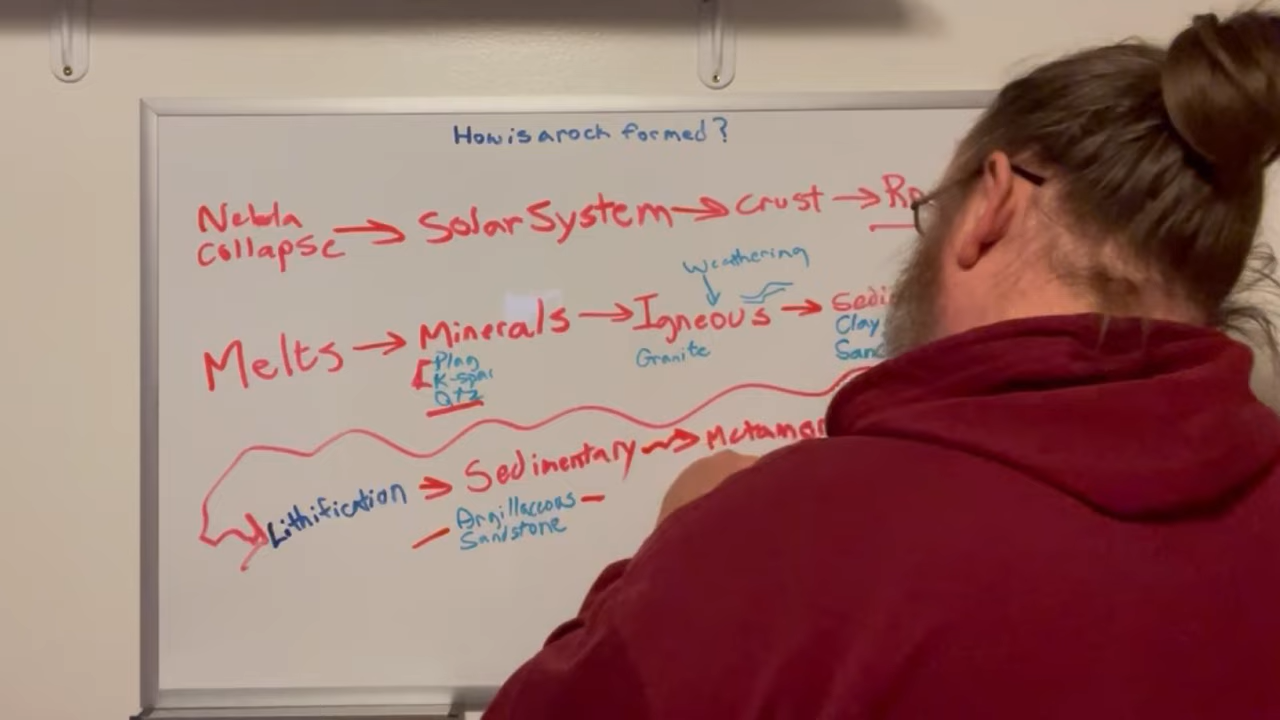 How is a rock formed?
Nebula
Collapse → Solar System → Crust →
Weathering
Melts → Minerals → Igneous →
Plag
K-spar
Qtz
Granite
Clay
Lithification → Sedimentary →
Argillaceous
Sandstone